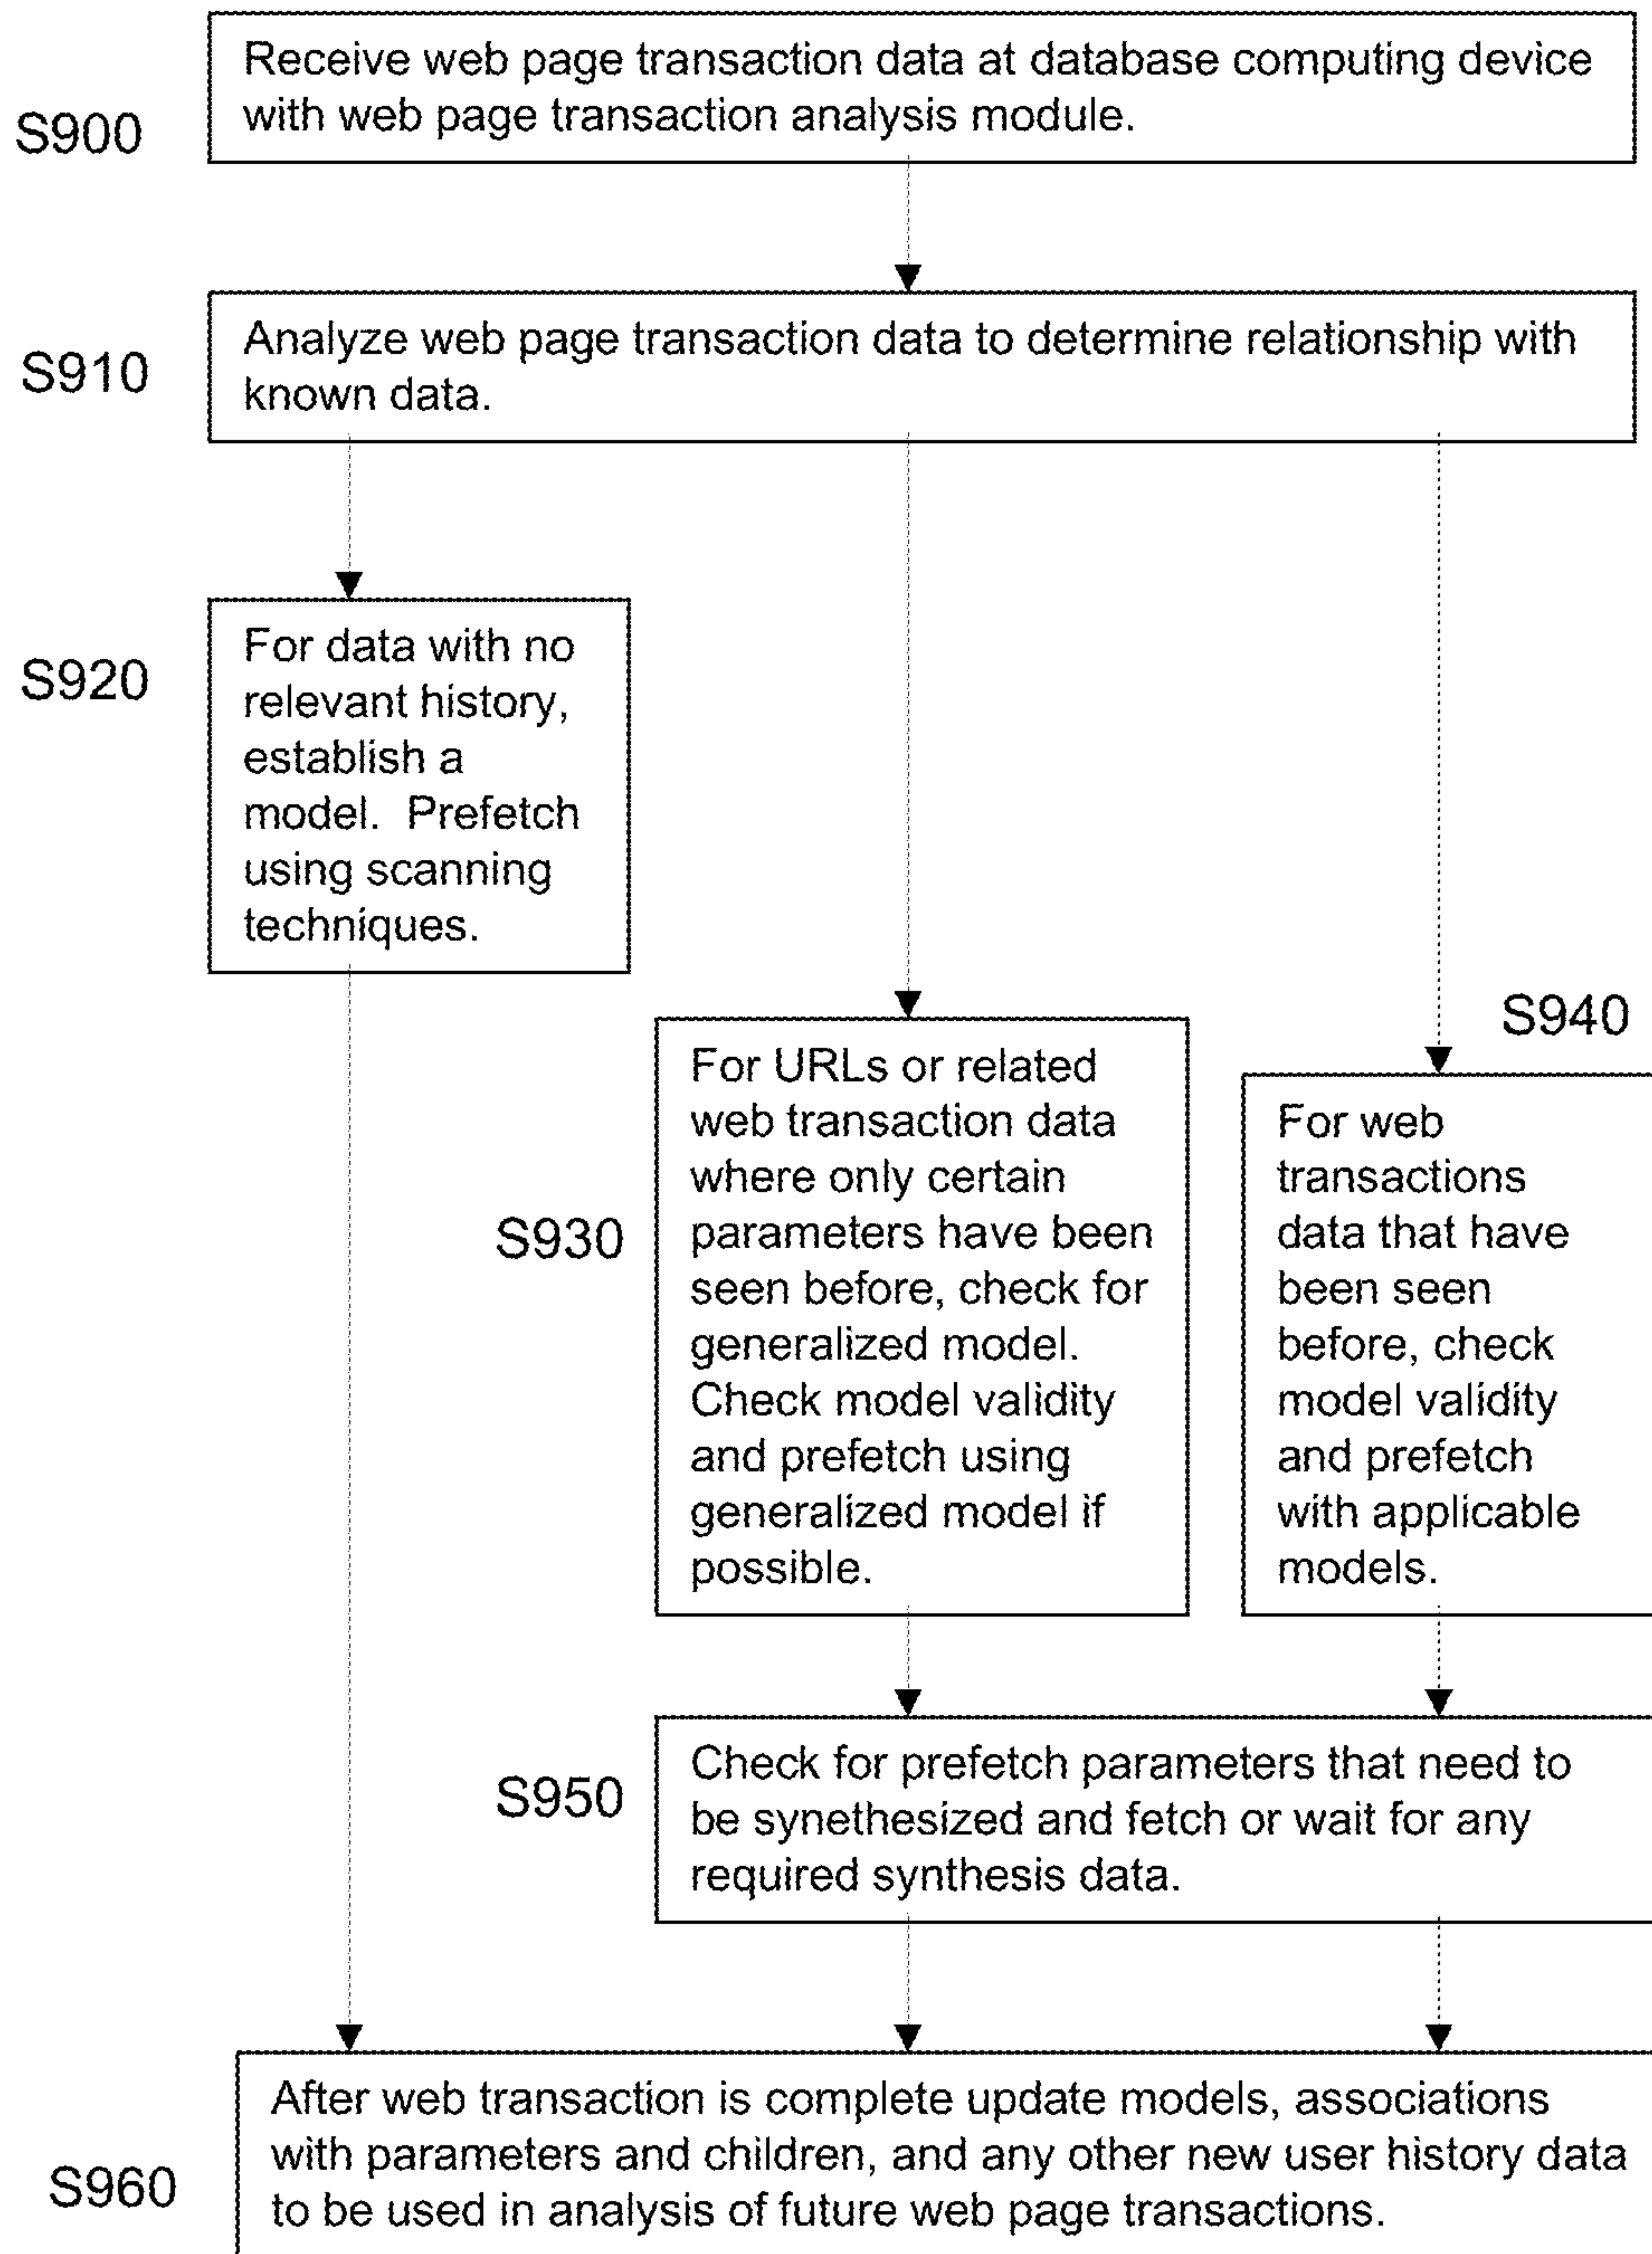 S900
Receive web page transaction data at database computing device
with web page transaction analysis module.
S910
Analyze web page transaction data to determine relationship with
known data.
S920
For data with no
relevant history,
establish a
model.  Prefetch
using scanning
techniques.
S930
For URLs or related
web transaction data
where only certain
parameters have been
seen before, check for
generalized model.
Check model validity
and prefetch using
generalized model if
possible.
S940
For web
transactions
data that have
been seen
before, check
model validity
and prefetch
with applicable
models.
S950
Check for prefetch parameters that need to
be synethesized and fetch or wait for any
required synthesis data.
S960
After web transaction is complete update models, associations
with parameters and children, and any other new user history data
to be used in analysis of future web page transactions.